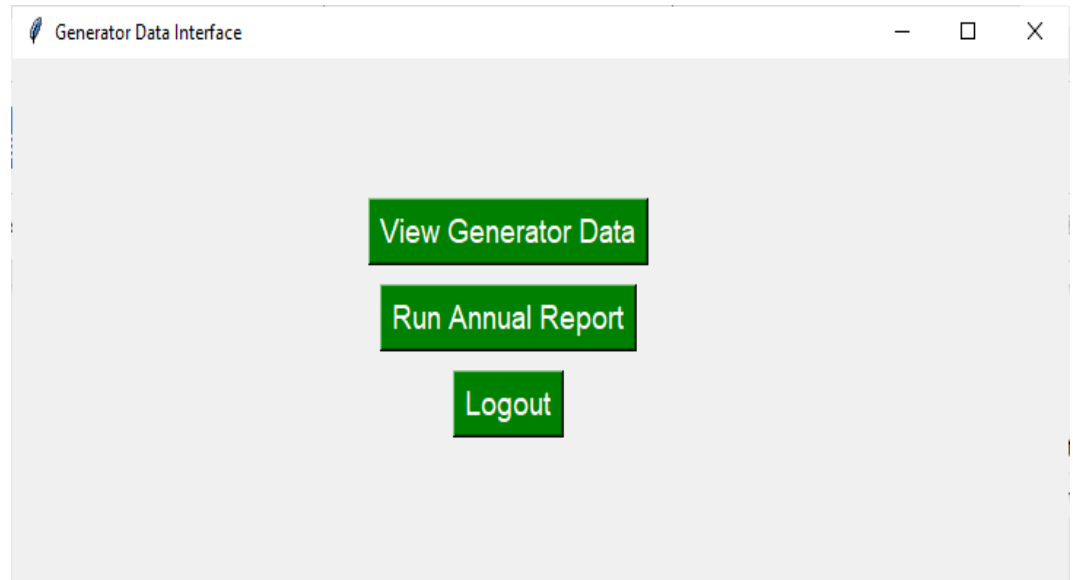 Generator Data Interface
View Generator Data
Run Annual Report
Logout